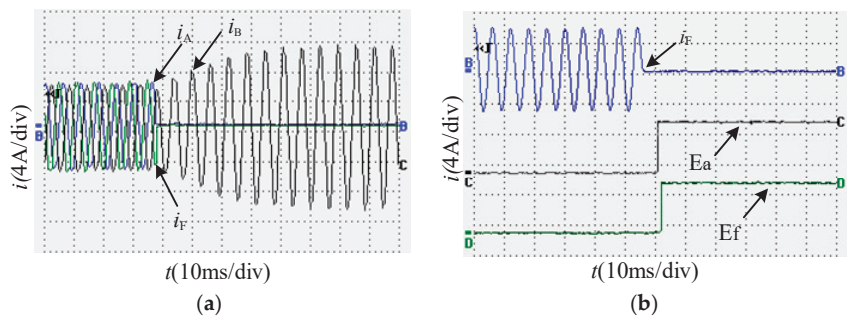 iA
iB
B
B
C
iF
i(4A/div)
t(10ms/div)
(a)
iF
B
B
C
C
Ea
D
D
Ef
i(4A/div)
t(10ms/div)
(b)